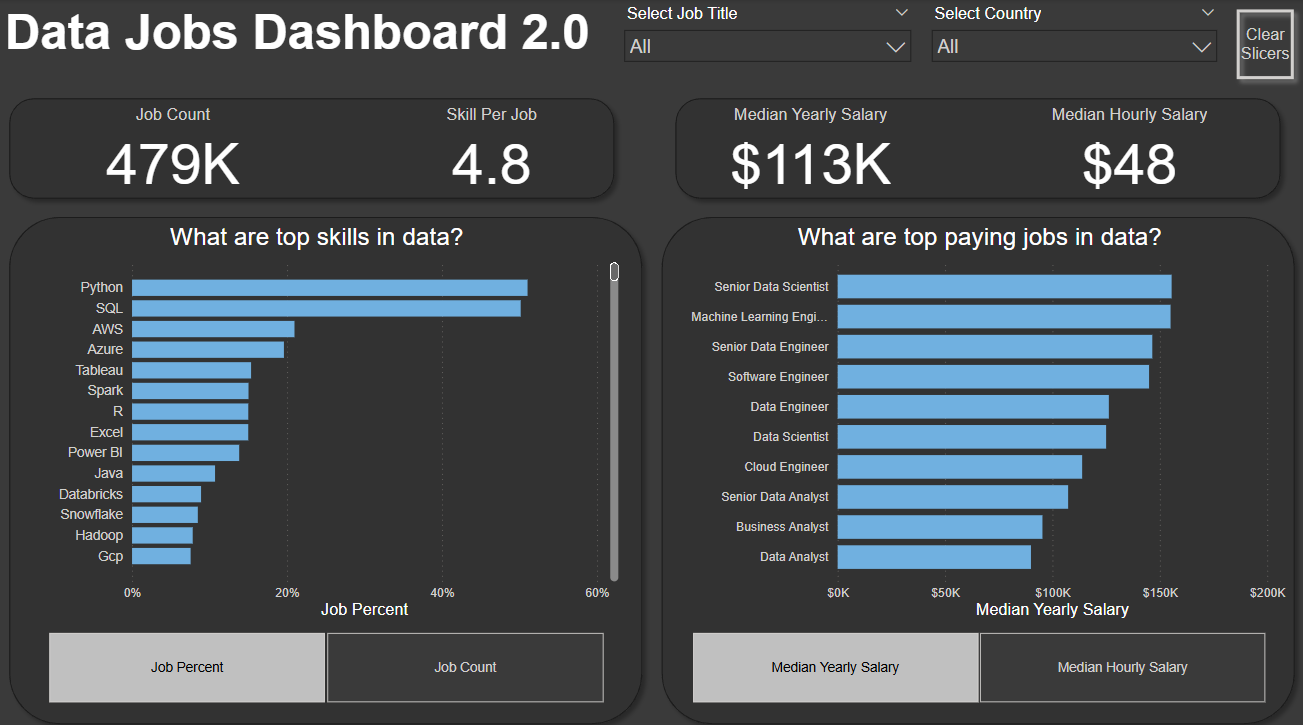 Data Jobs Dashboard 2.0
Select Job Title
All
Select Country
All
Clear
Slicers
Job Count
479K
Skill Per Job
4.8
Median Yearly Salary
$113K
Median Hourly Salary
$48
What are top skills in data?
Python
SQL
AWS
Azure
Tableau
Spark
R
Excel
Power BI
Java
Databricks
Snowflake
Hadoop
Gcp
0% 20% 40% 60%
Job Percent
Job Percent
Job Count
What are top paying jobs in data?
Senior Data Scientist
Machine Learning Engi...
Senior Data Engineer
Software Engineer
Data Engineer
Data Scientist
Cloud Engineer
Senior Data Analyst
Business Analyst
Data Analyst
$0K $50K $100K $150K $200K
Median Yearly Salary
Median Yearly Salary
Median Hourly Salary